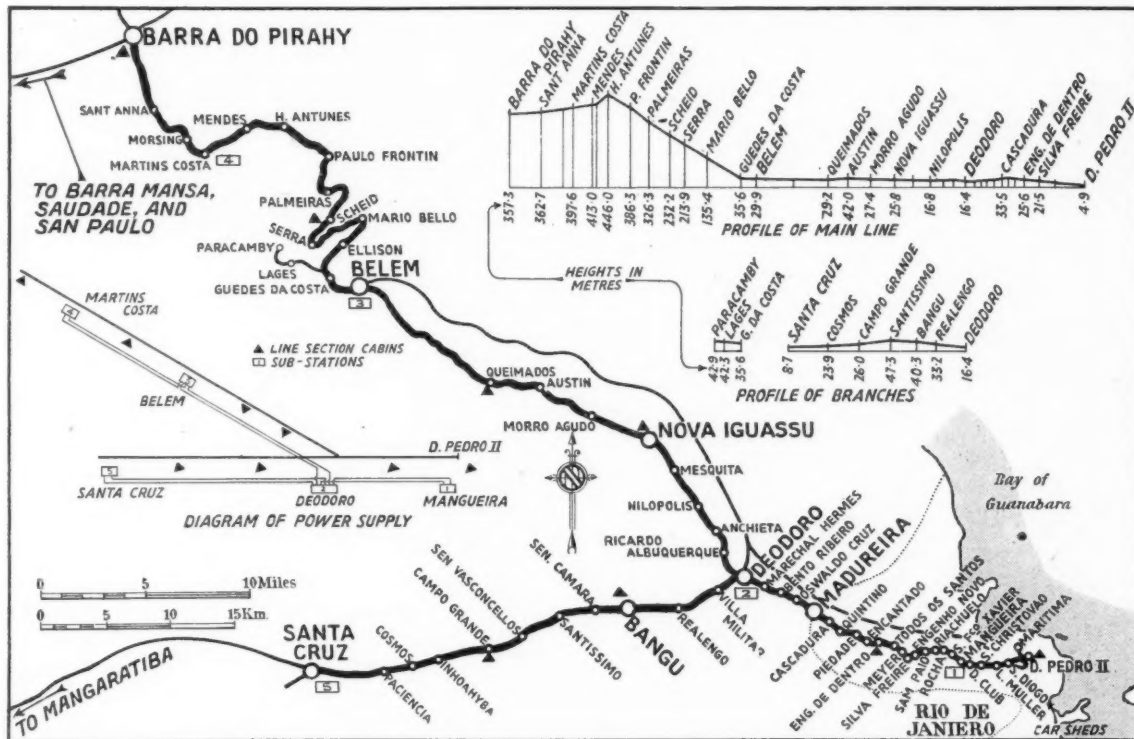 BARRA DO PIRAHY
SANT ANNA
MORSING
MENDES
H. ANTUNES
MARTINS COSTA
4
PAULO FRONTIN
TO BARRA MANSA,
SAUDADE, AND
SAN PAULO
PALMEIRAS
SCHEID
MARIO BELLO
SERRA
PARACAMBY
ELLISON
LAGES
BELEM
GUEDES DA COSTA
3
BARRA DO
PIRAHY
SANT ANNA
MARTINS COSTA
MENDES
H. ANTUNES
P. FRONTIN
PALMEIRAS
SCHEID
SERRA
MARIO BELLO
GUEDES DA COSTA
BELEM
QUEIMADOS
AUSTIN
MORRO AGUDO
NOVA IGUASSU
NILOPOLIS
DEODORO
CASCADURA
ENG. DE DENTRO
SILVA FREIRE
D. PEDRO II
357·3
362·7
397·6
413·0
446·0
386·5
326·3
232·2
213·9
135·4
35·6
29·9
29·2
42·0
27·4
25·8
16·8
16·4
33·5
25·6
21·5
4·9
PROFILE OF MAIN LINE
HEIGHTS IN
METRES
PARACAMBY
LAGES
G. DA COSTA
SANTA CRUZ
COSMOS
CAMPO GRANDE
SANTISSIMO
BANGU
REALENGO
DEODORO
42·9
42·3
35·6
8·7
23·9
26·0
47·3
40·3
33·2
16·4
PROFILE OF BRANCHES
MARTINS
COSTA
4
3
BELEM
D. PEDRO II
5
2
1
SANTA CRUZ
DEODORO
MANGUEIRA
DIAGRAM OF POWER SUPPLY
LINE SECTION CABINS
1 SUB-STATIONS
QUEIMADOS
AUSTIN
MORRO AGUDO
NOVA IGUASSU
MESQUITA
NILOPOLIS
ANCHIETA
RICARDO
ALBUQUERQUE
DEODORO
2
MARECHAL HERMES
BENTO RIBEIRO
OSWALDO CRUZ
MADUREIRA
Bay of
Guanabara
0 5 10 Miles
0 5 10 15 Km.
TO MANGARATIBA
SANTA
CRUZ
5
PACIENCIA
COSMOS
INHOAHYBA
CAMPO GRANDE
SEN VASCONCELLOS
SANTISSIMO
SEN. CAMARA
BANGU
REALENGO
VILLA
CASCADURA
QUINTINO
PIEDADE
ENCANTADO
ENG. DE DENTRO
MEYER
TODOS OS SANTOS
SILVA FREIRE
ENGENHO NOVO
SAM PAIO
RIACHUELO
ROCHA
S. FCO XAVIER
MANGUEIRA
1
S. CHRISTOVAO
D. CLUB
L. MULLER
S. DIOGO
MARITIMA
D. PEDRO II
RIO DE
JANIERO
CAR SHEDS